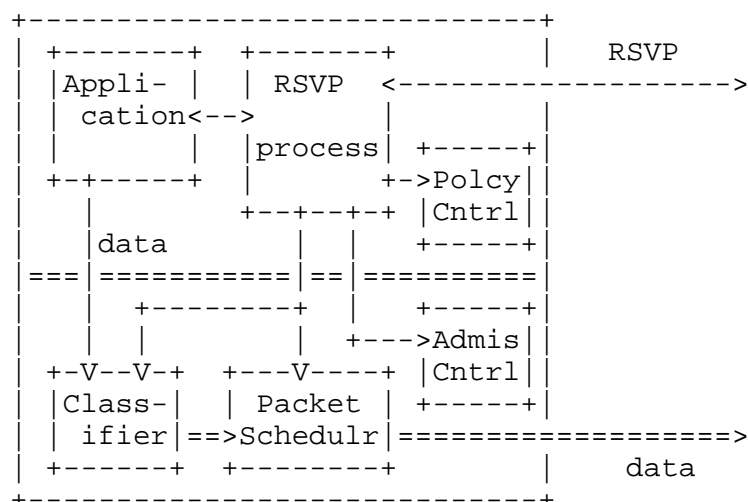 RSVP
Appli- RSVP
cation
process
Polcy
Cntrl
data
Admis
Cntrl
Class- Packet
ifier Schedulr
data